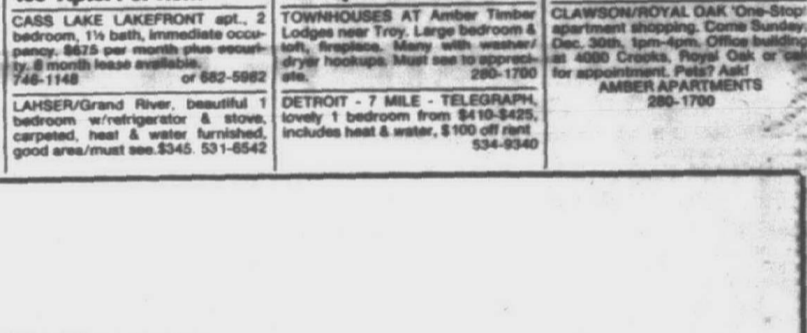 CASS LAKE LAKEFRONT apt., 2
bedroom, 1½ bath, immediate occu-
pancy. $675 per month plus securi-
ty. 8 month lease available.
746-1148 or 682-5982
LAHSER/Grand River, beautiful 1
bedroom w/refrigerator & stove,
carpeted, heat & water furnished,
good area/must see.$345. 531-6542
TOWNHOUSES AT Amber Timber
Lodges near Troy. Large bedroom &
loft, fireplace. Many with washer/
dryer hookups. Must see to appreci-
ate. 280-1700
DETROIT - 7 MILE - TELEGRAPH,
lovely 1 bedroom from $410-$425,
includes heat & water, $100 off rent
534-9340
CLAWSON/ROYAL OAK 'One-Stop'
apartment shopping. Come Sunday,
Dec. 30th, 1pm-4pm. Office building
at 4000 Crooks, Royal Oak or call
for appointment. Pets? Ask!
AMBER APARTMENTS
280-1700